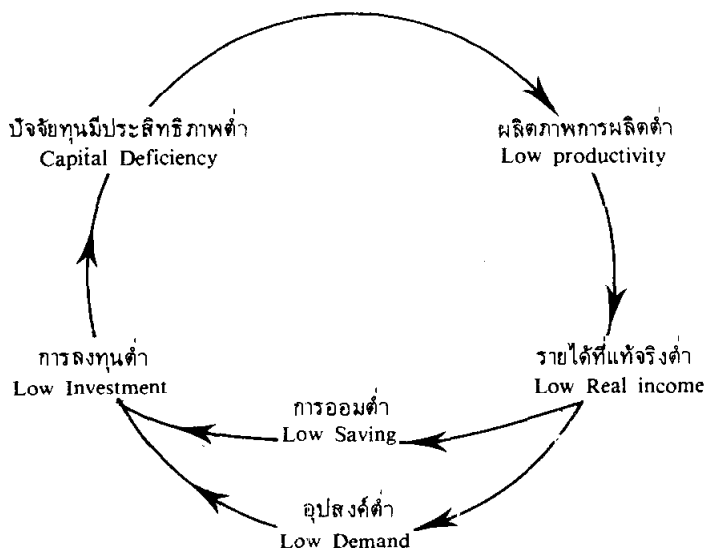 ปัจจัยทุนมีประสิทธิภาพต่ำ
Capital Deficiency
ผลิตภาพการผลิตต่ำ
Low productivity
การลงทุนต่ำ
Low Investment
รายได้ที่แท้จริงต่ำ
Low Real income
การออมต่ำ
Low Saving
อุปสงค์ต่ำ
Low Demand